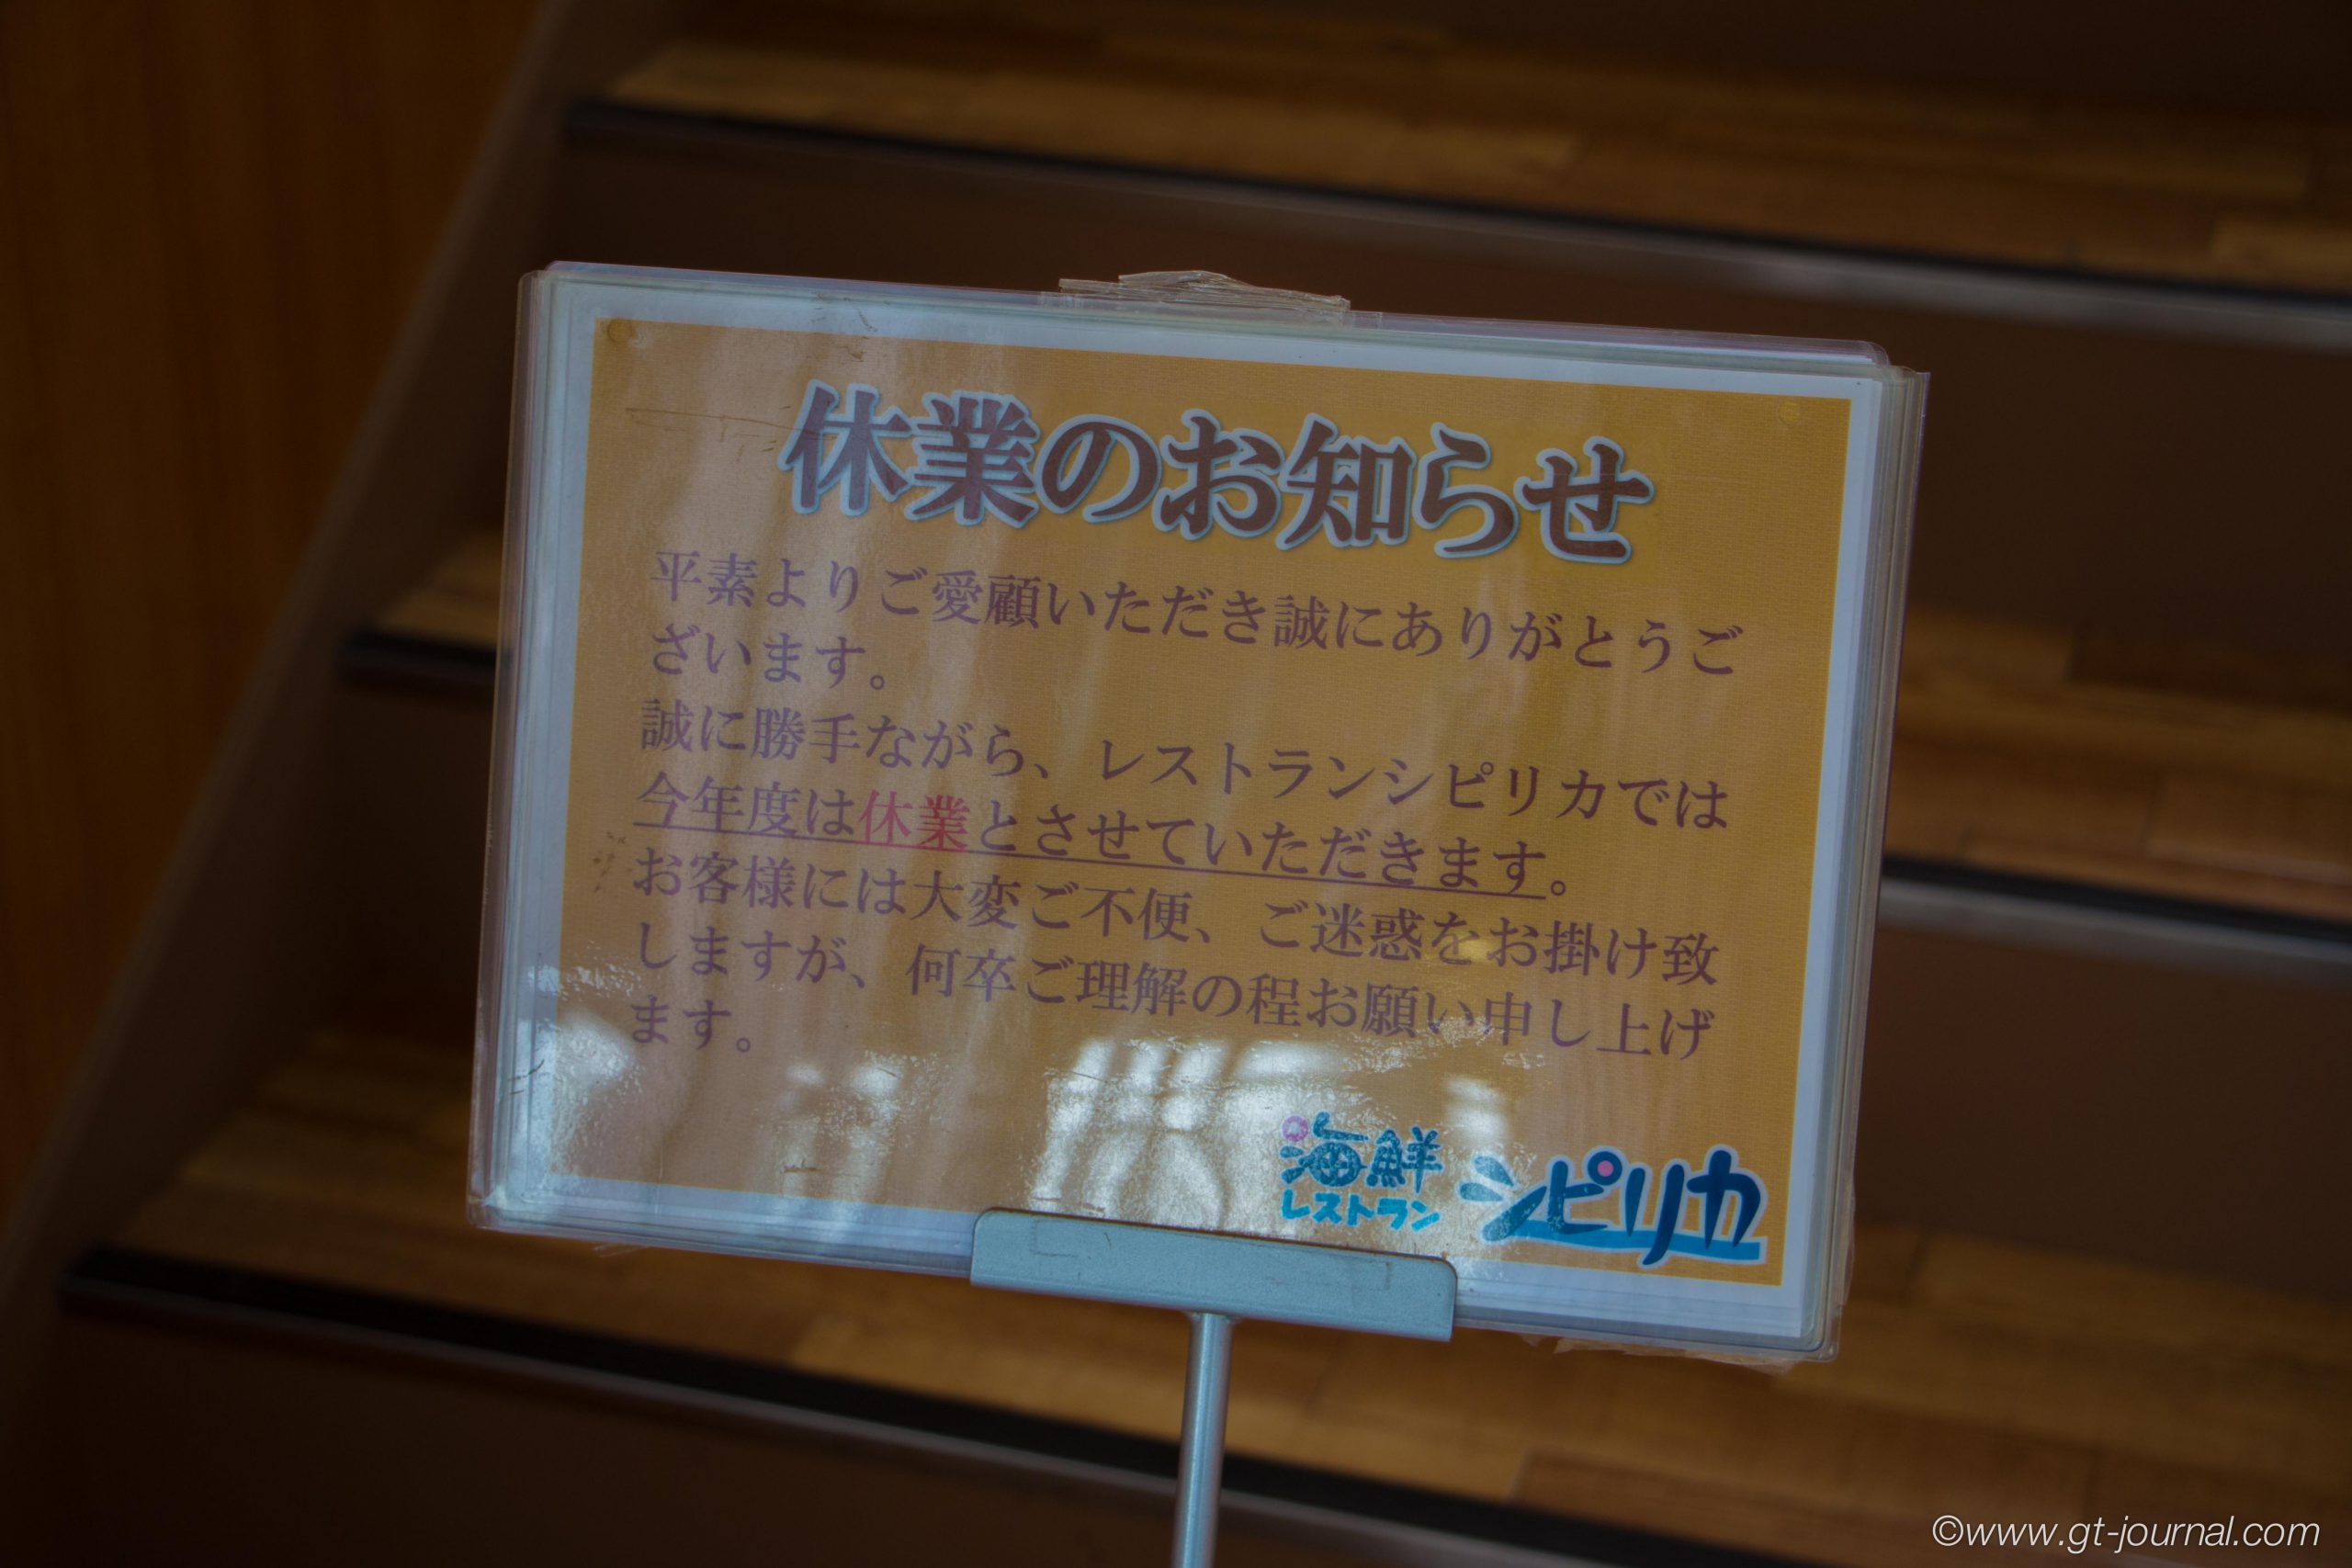 休業のお知らせ
平素よりご愛顧いただき誠にありがとうご
ざいます。
誠に勝手ながら、レストランシピリカでは
今年度は休業とさせていただきます。
お客様には大変ご不便、ご迷惑をお掛け致
しますが、何卒ご理解の程お願い申し上げ
ます。
海鮮
レストラン
シピリカ
©www.gt-journal.com